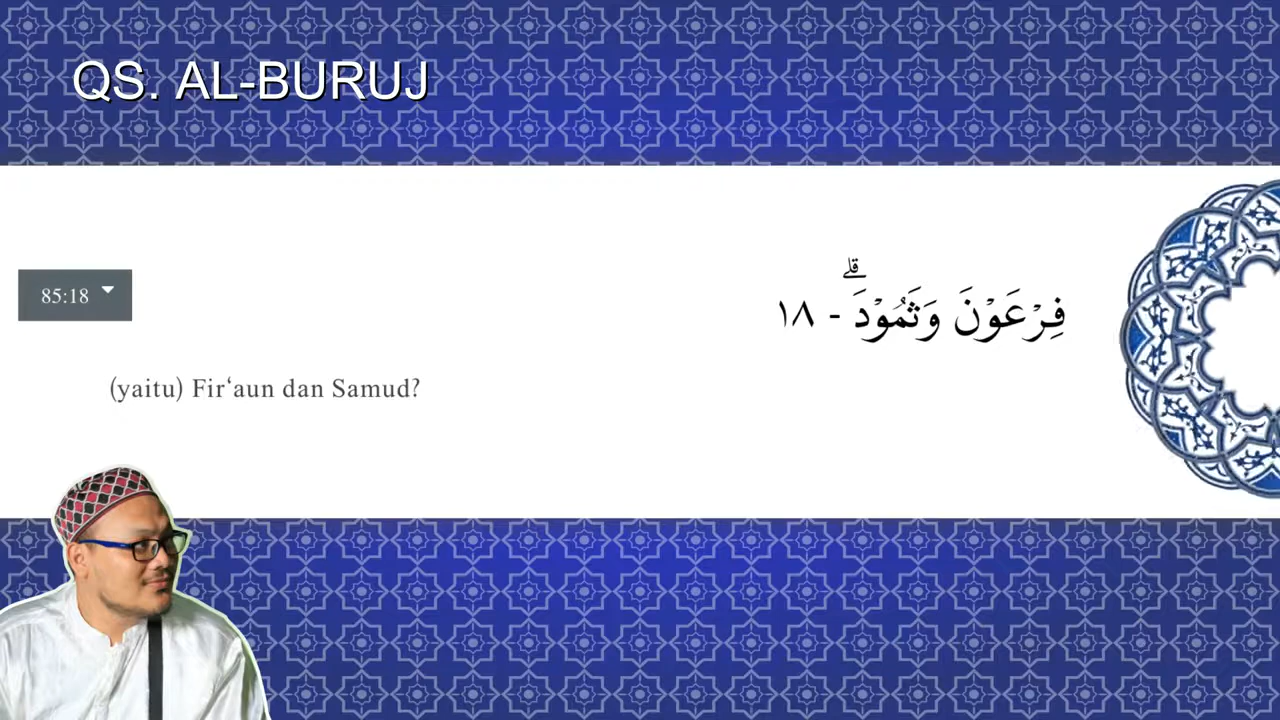 QS. AL-BURUJ
85:18
فِرْعَوْنَ وَثَمُوْدَۗ - ١٨
(yaitu) Fir‘aun dan Samud?